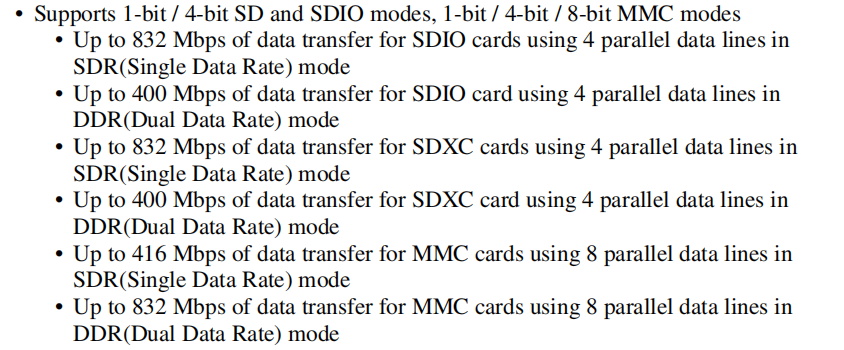 • Supports 1-bit / 4-bit SD and SDIO modes, 1-bit / 4-bit / 8-bit MMC modes
• Up to 832 Mbps of data transfer for SDIO cards using 4 parallel data lines in
SDR(Single Data Rate) mode
• Up to 400 Mbps of data transfer for SDIO card using 4 parallel data lines in
DDR(Dual Data Rate) mode
• Up to 832 Mbps of data transfer for SDXC cards using 4 parallel data lines in
SDR(Single Data Rate) mode
• Up to 400 Mbps of data transfer for SDXC card using 4 parallel data lines in
DDR(Dual Data Rate) mode
• Up to 416 Mbps of data transfer for MMC cards using 8 parallel data lines in
SDR(Single Data Rate) mode
• Up to 832 Mbps of data transfer for MMC cards using 8 parallel data lines in
DDR(Dual Data Rate) mode